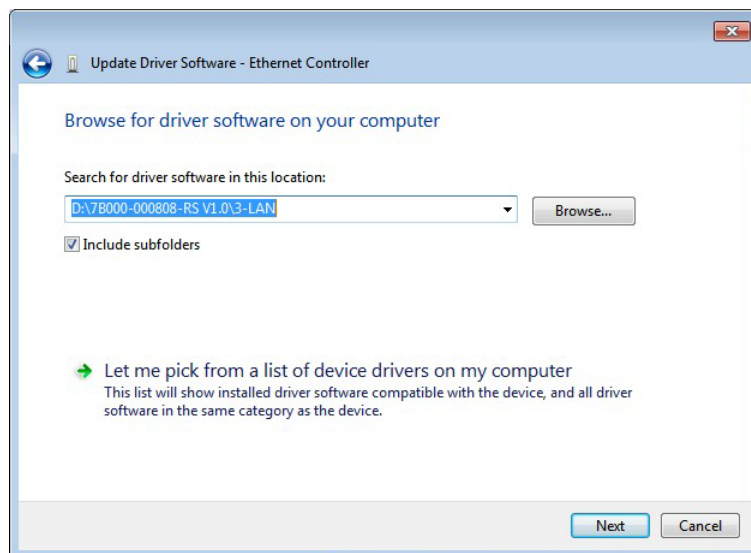 Update Driver Software - Ethernet Controller
Browse for driver software on your computer
Search for driver software in this location:
D:\7B000-000808-RS V1.0\3-LAN
Browse...
Include subfolders
Let me pick from a list of device drivers on my computer
This list will show installed driver software compatible with the device, and all driver
software in the same category as the device.
Next
Cancel